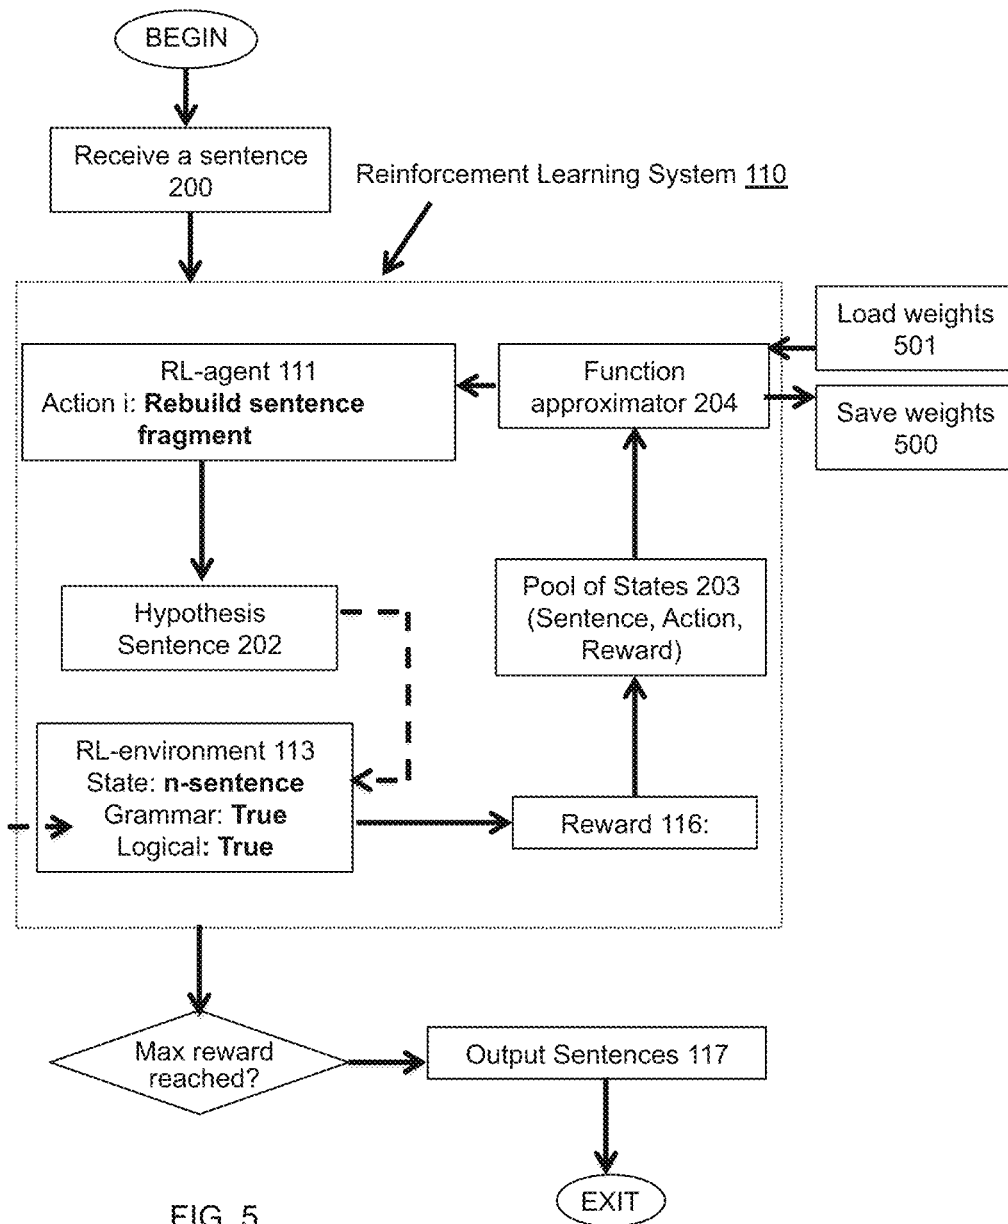 BEGIN
Receive a sentence
200
Reinforcement Learning System 110
RL-agent 111
Action i: Rebuild sentence
fragment
Function
approximator 204
Load weights
501
Save weights
500
Hypothesis
Sentence 202
Pool of States 203
(Sentence, Action,
Reward)
RL-environment 113
State: n-sentence
Grammar: True
Logical: True
Reward 116:
Max reward
reached?
Output Sentences 117
EXIT
FIG. 5